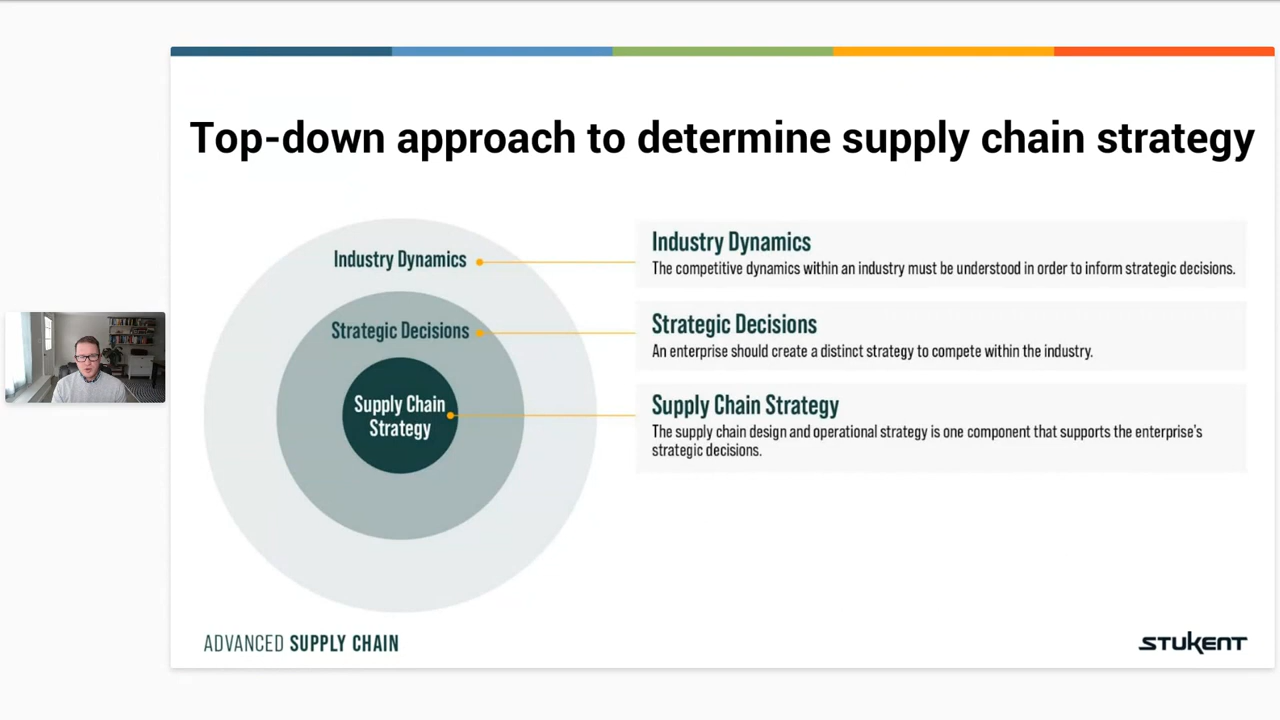 Top-down approach to determine supply chain strategy
Industry Dynamics
Strategic Decisions
Supply Chain
Strategy
Industry Dynamics
The competitive dynamics within an industry must be understood in order to inform strategic decisions.
Strategic Decisions
An enterprise should create a distinct strategy to compete within the industry.
Supply Chain Strategy
The supply chain design and operational strategy is one component that supports the enterprise's
strategic decisions.
ADVANCED SUPPLY CHAIN
STUKENT